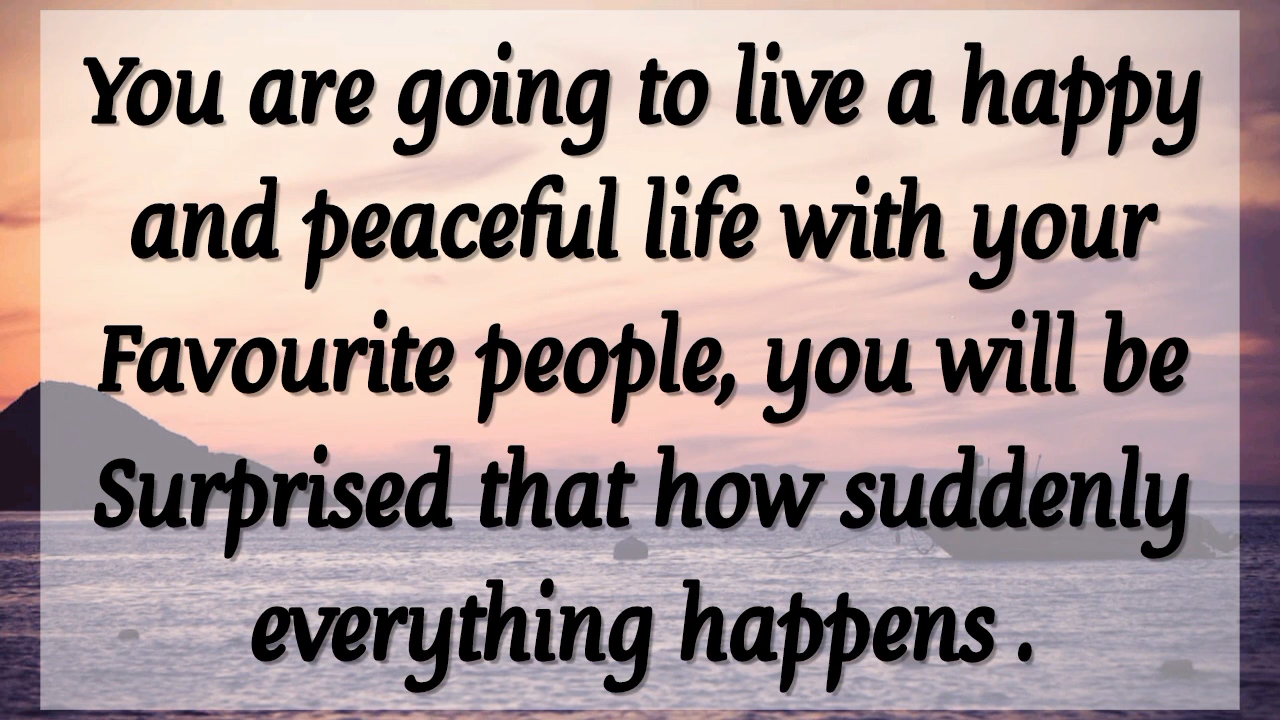 You are going to live a happy
and peaceful life with your
Favourite people, you will be
Surprised that how suddenly
everything happens .